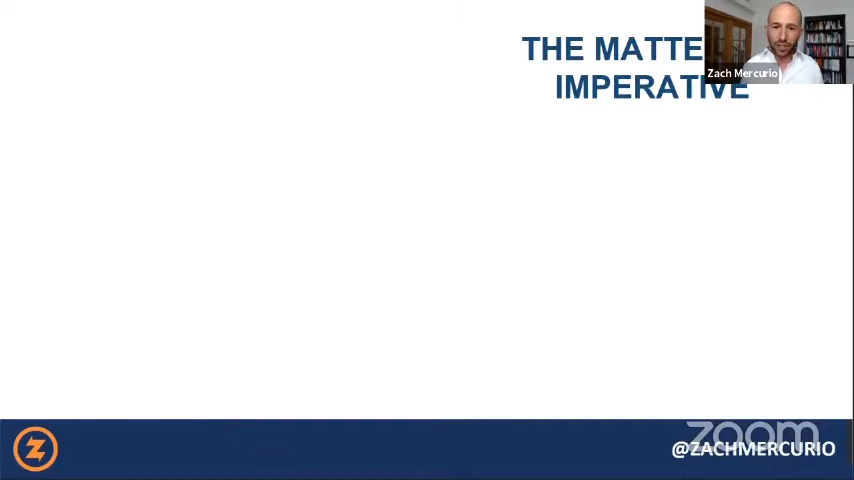 THE MATTE
IMPERATIVE
Zach Mercurio
zoom
@ZACHMERCURIO